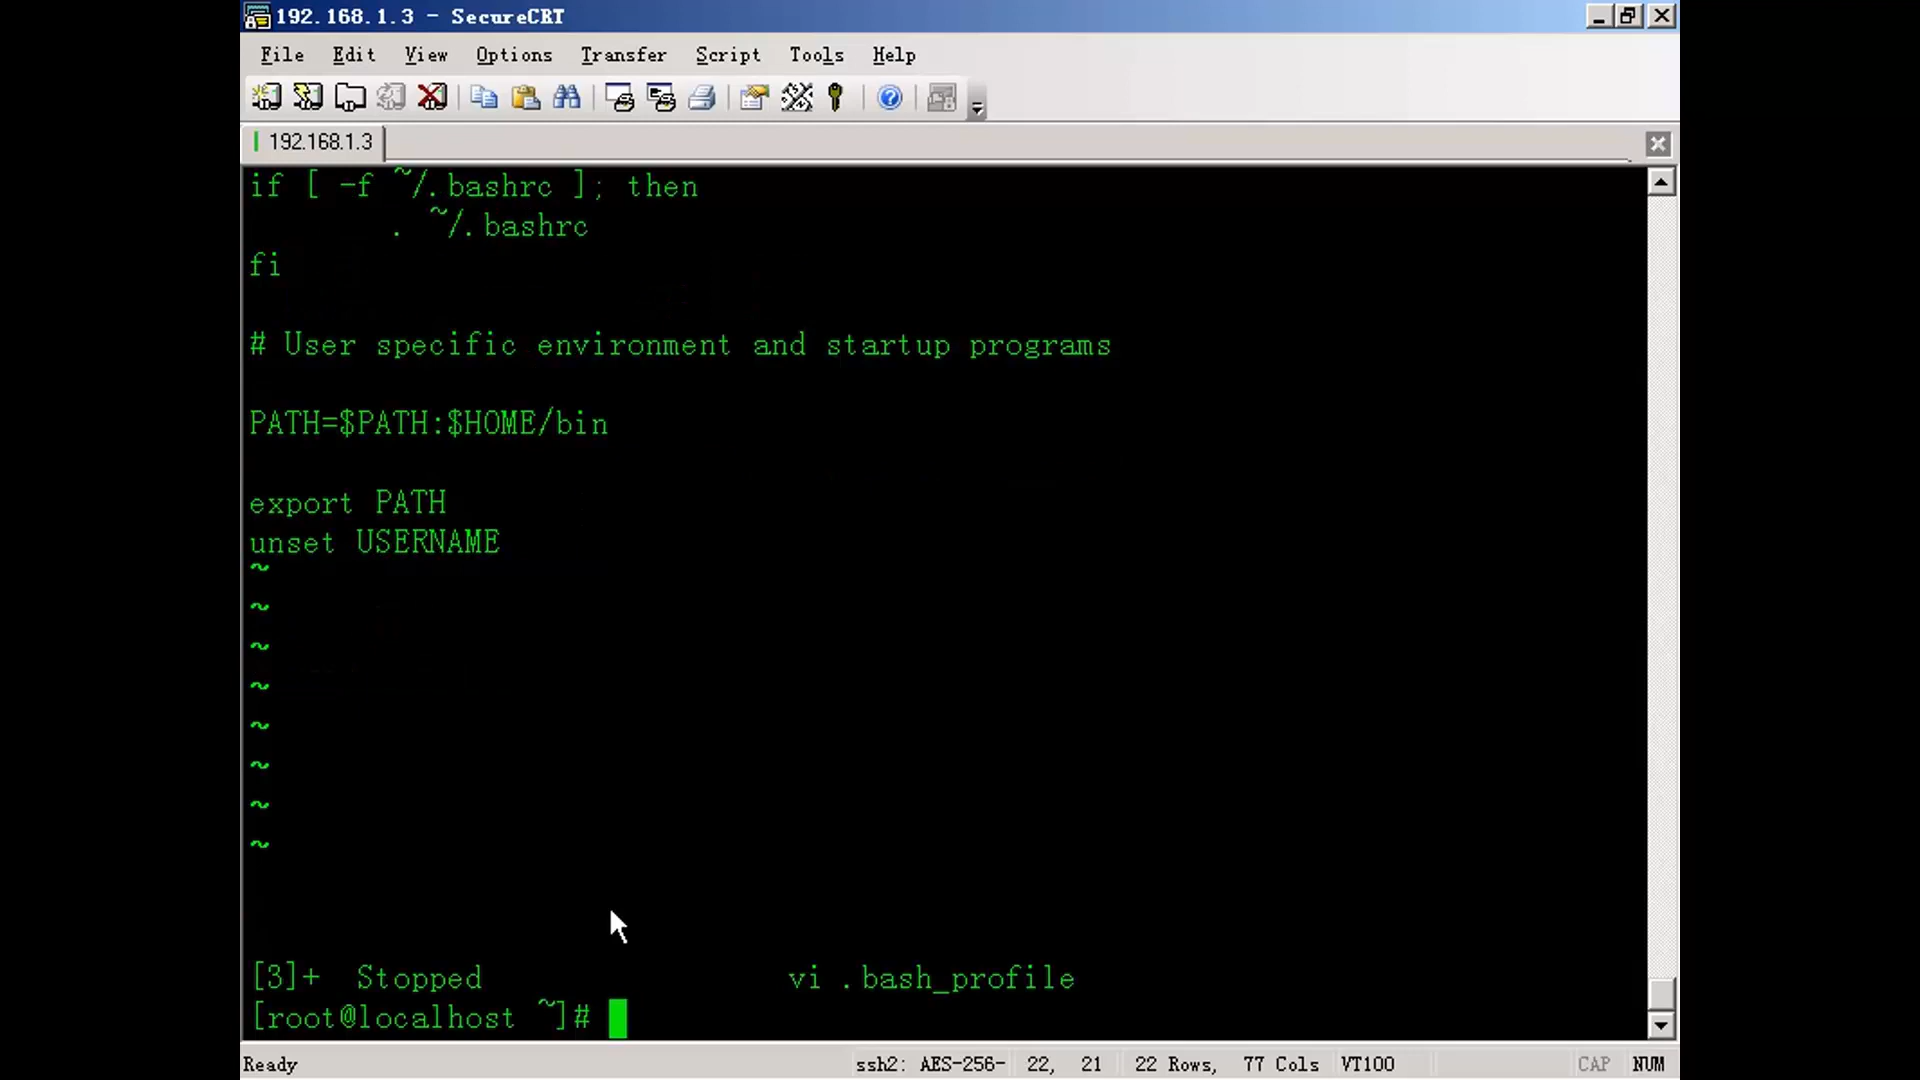 192.168.1.3 - SecureCRT
File Edit View Options Transfer Script Tools Help
192.168.1.3
if [ -f ~/.bashrc ]; then
        . ~/.bashrc
fi
# User specific environment and startup programs
PATH=$PATH:$HOME/bin
export PATH
unset USERNAME
~
~
~
~
~
~
~
~
[3]+  Stopped                 vi .bash_profile
[root@localhost ~]#
Ready ssh2: AES-256- 22, 21 22 Rows, 77 Cols VT100 CAP NUM